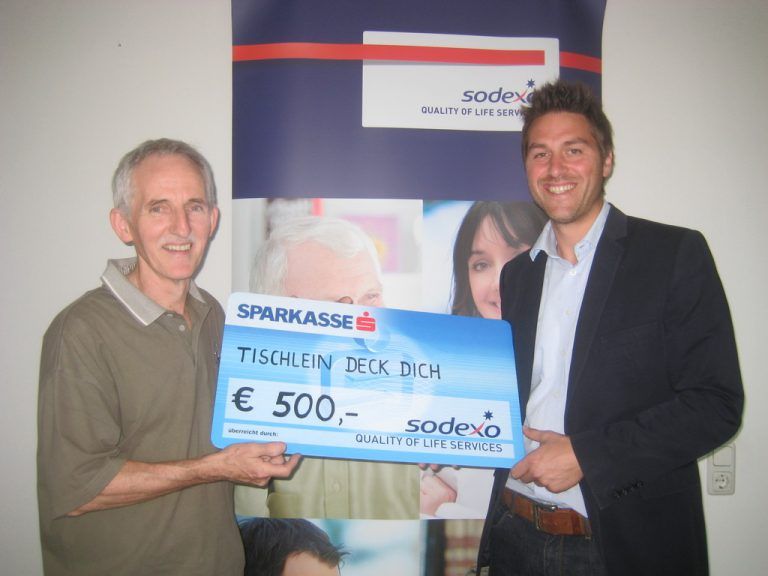 sodexo
QUALITY OF LIFE SERVICES
SPARKASSE S
TISCHLEIN DECK DICH
€ 500,-
überreicht durch:
sodexo
QUALITY OF LIFE SERVICES